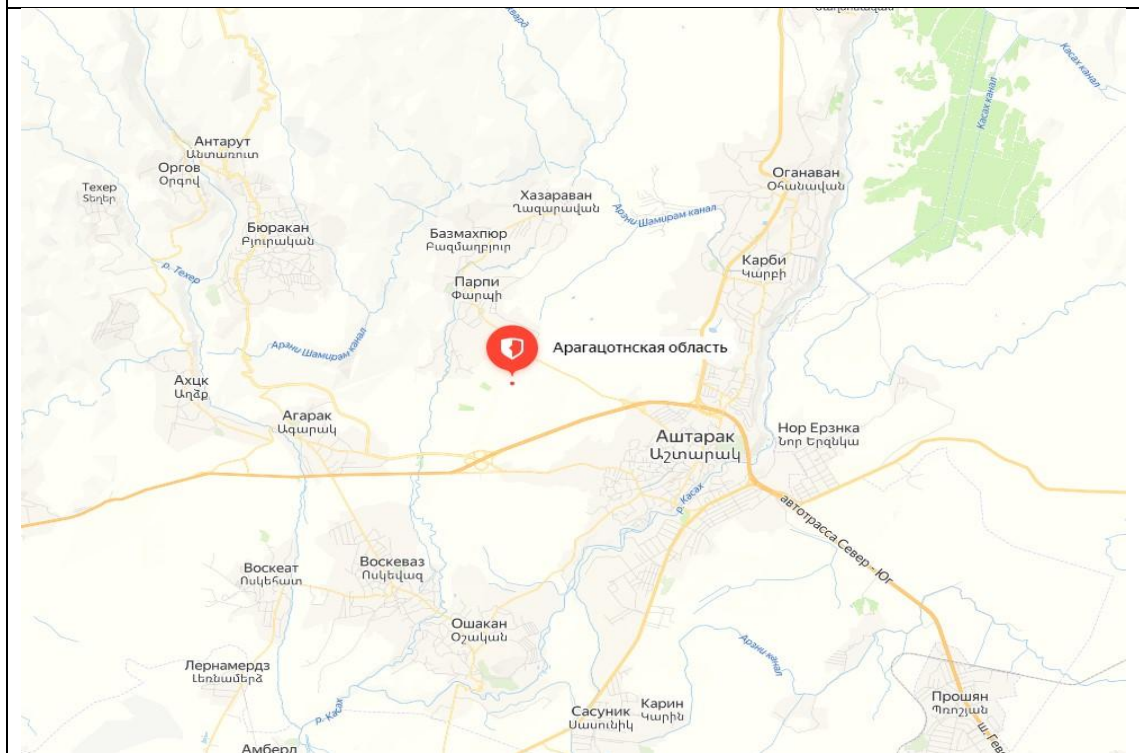 Касах канал
Касах канал
Антарут
Անտառուտ
Оргов
Օրգով
Техер
Տեղեր
Бюракан
Բյուրական
р. Техер
Хазараван
Ղազարավան
Базмахпюр
Բազմաղբյուր
Парпи
Փարպի
Арзни Шамирам канал
Оганаван
Օհանավան
Карби
Կարբի
Арагацотнская область
Арзни Шамирам канал
Ахцк
Աղձք
Агарак
Ագարակ
Аштарак
Աշտարակ
Нор Ерзнка
Նոր Երզնկա
р. Касах
автотрасса Север - Юг
Воскеат
Ոսկեհատ
Воскеваз
Ոսկեվազ
Ошакан
Օշական
Лернамердз
Լեռնամերձ
р. Касах
Амберд
Сасуник
Սասունիկ
Карин
Կարին
Арзни канал
Прошян
Պռոշյան